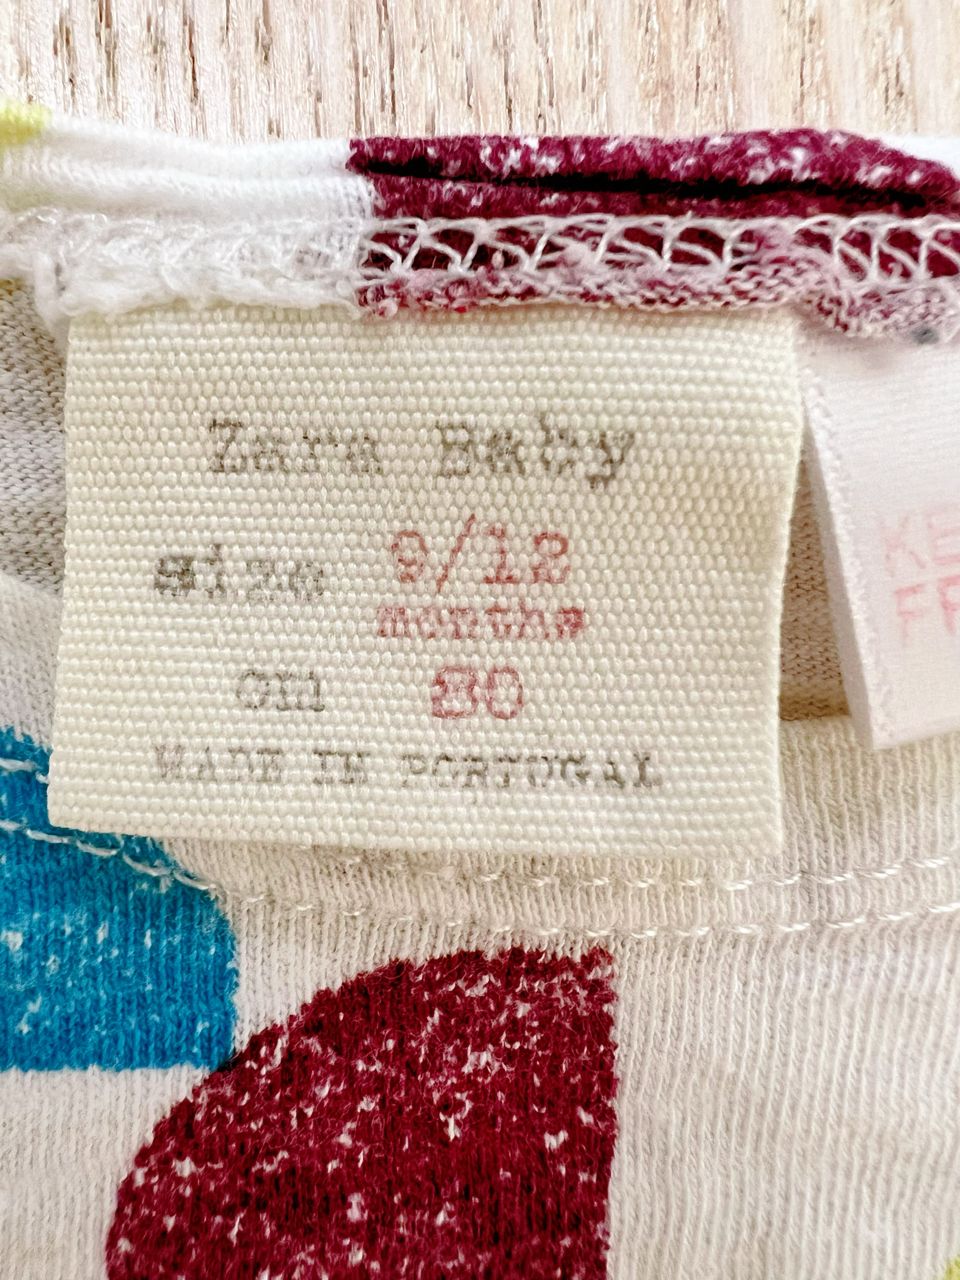 Zara Baby
size 9/12
months
cm 80
MADE IN PORTUGAL